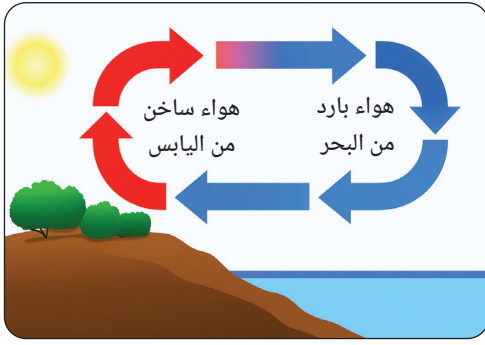 هواء بارد
من البحر
هواء ساخن
من اليابس